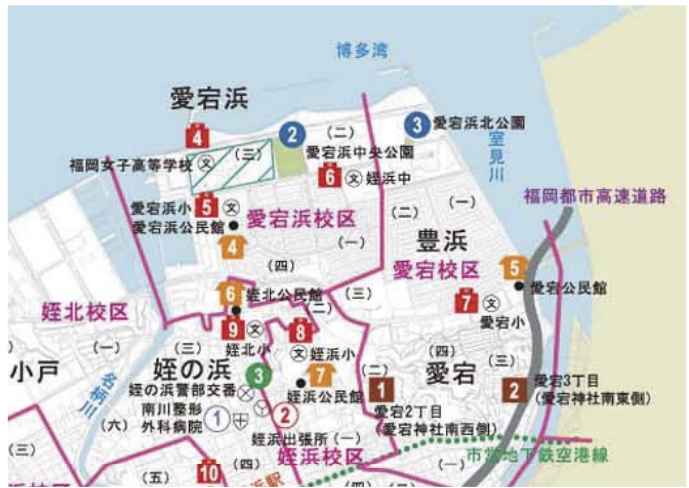 博多湾
愛宕浜
4
2
(二)
3
愛宕浜北公園
福岡女子高等学校
文
(三)
愛宕浜中央公園
6
文
姪浜中
室見川
愛宕浜小
5
文
愛宕浜公民館
愛宕浜校区
(二)
(一)
福岡都市高速道路
4
(一)
豊浜
愛宕校区
5
(四)
愛宕公民館
6
姪北公民館
(三)
姪北校区
(二)
7
文
愛宕小
9
文
8
姪北小
(一)
(三)
文
姪浜小
(四)
小戸
姪の浜
3
7
(二)
愛宕
(三)
名柄川
姪の浜警部交番
姪浜公民館
1
2
愛宕3丁目
(愛宕神社南東側)
南川整形
外科病院
1
2
愛宕2丁目
(愛宕神社南西側)
(六)
姪浜出張所
(一)
(三)
姪浜校区
市営地下鉄空港線
(五)
10
(四)
(一)